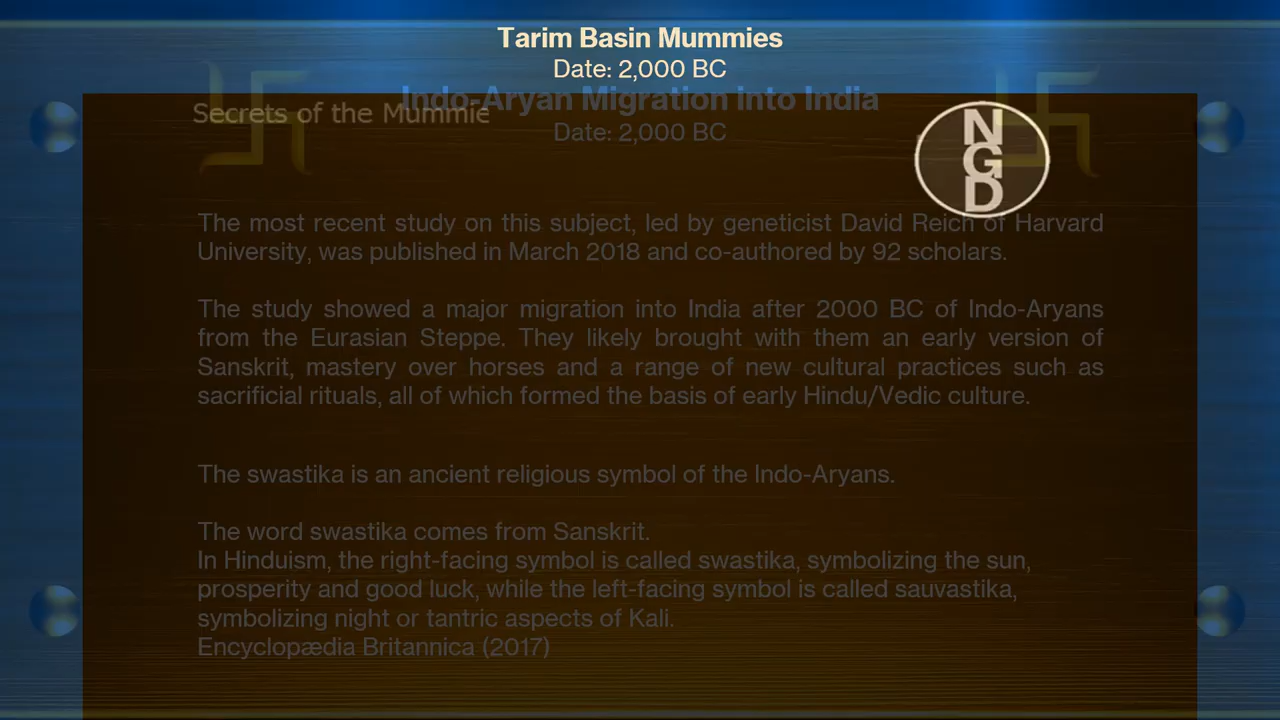 Tarim Basin Mummies
Date: 2,000 BC
Indo-Aryan Migration into India
Secrets of the Mummie
Date: 2,000 BC
NGD
The most recent study on this subject, led by geneticist David Reich of Harvard
University, was published in March 2018 and co-authored by 92 scholars.
The study showed a major migration into India after 2000 BC of Indo-Aryans
from the Eurasian Steppe. They likely brought with them an early version of
Sanskrit, mastery over horses and a range of new cultural practices such as
sacrificial rituals, all of which formed the basis of early Hindu/Vedic culture.
The swastika is an ancient religious symbol of the Indo-Aryans.
The word swastika comes from Sanskrit.
In Hinduism, the right-facing symbol is called swastika, symbolizing the sun,
prosperity and good luck, while the left-facing symbol is called sauvastika,
symbolizing night or tantric aspects of Kali.
Encyclopædia Britannica (2017)